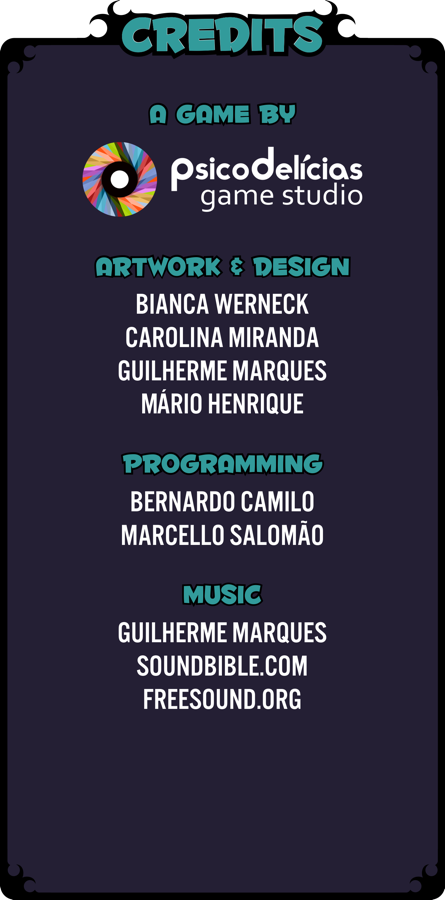 CREDITS
A GAME BY
psicodelícias
game studio
ARTWORK & DESIGN
BIANCA WERNECK
CAROLINA MIRANDA
GUILHERME MARQUES
MÁRIO HENRIQUE
PROGRAMMING
BERNARDO CAMILO
MARCELLO SALOMÃO
MUSIC
GUILHERME MARQUES
SOUNDBIBLE.COM
FREESOUND.ORG